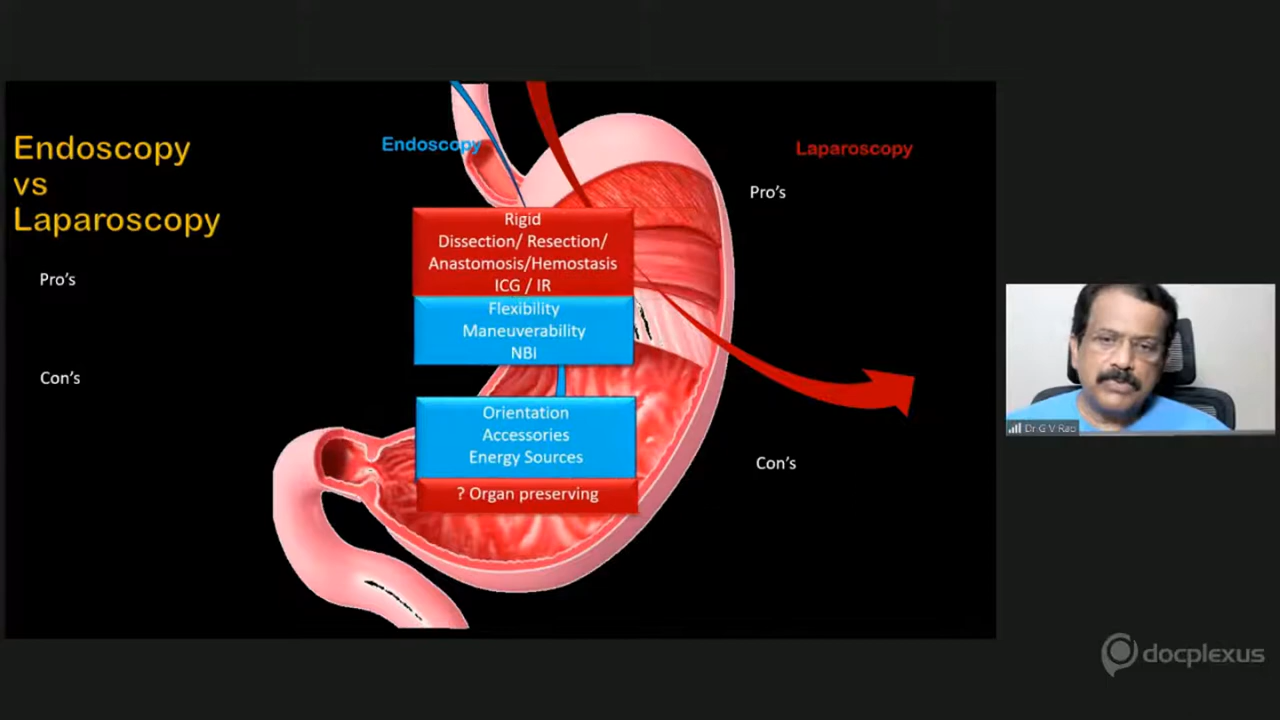 Endoscopy
vs
Laparoscopy
Pro's
Con's
Endoscopy
Rigid
Dissection/ Resection/
Anastomosis/Hemostasis
ICG / IR
Flexibility
Maneuverability
NBI
Orientation
Accessories
Energy Sources
? Organ preserving
Laparoscopy
Pro's
Con's
Dr G V Rao
docplexus